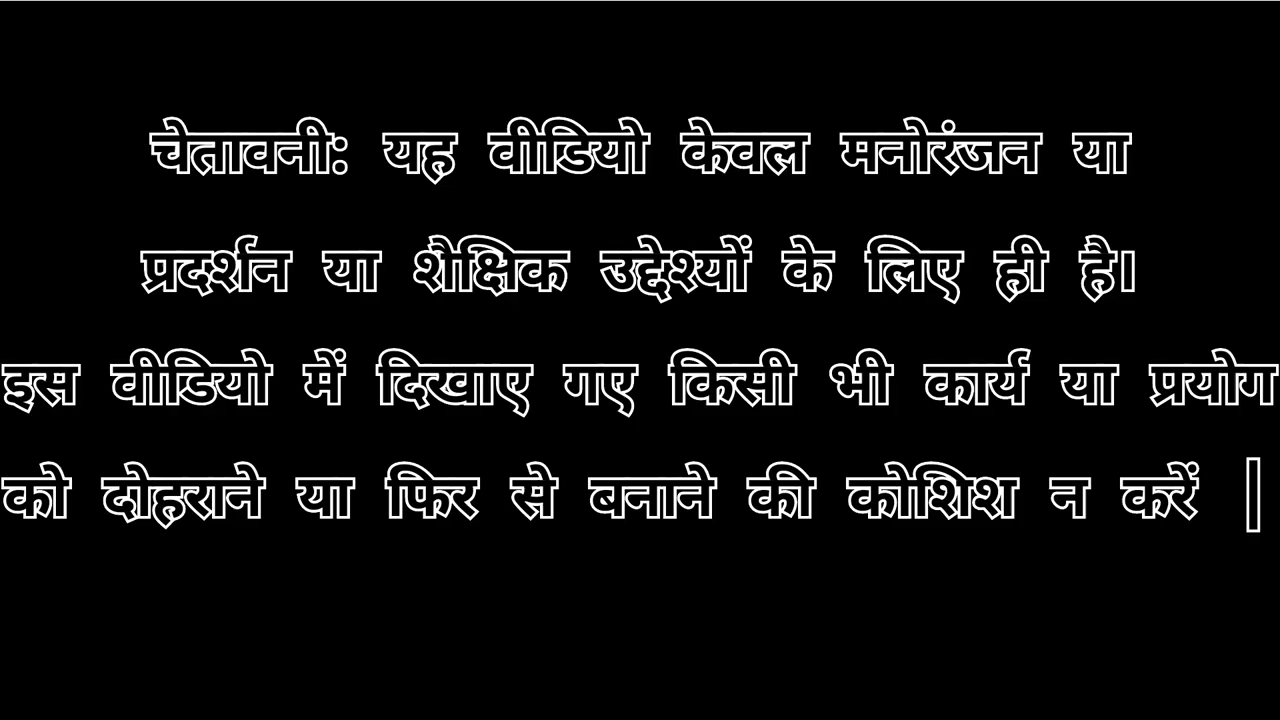 चेतावनी: यह वीडियो केवल मनोरंजन या
प्रदर्शन या शैक्षिक उद्देश्यों के लिए ही है।
इस वीडियो में दिखाए गए किसी भी कार्य या प्रयोग
को दोहराने या फिर से बनाने की कोशिश न करें |